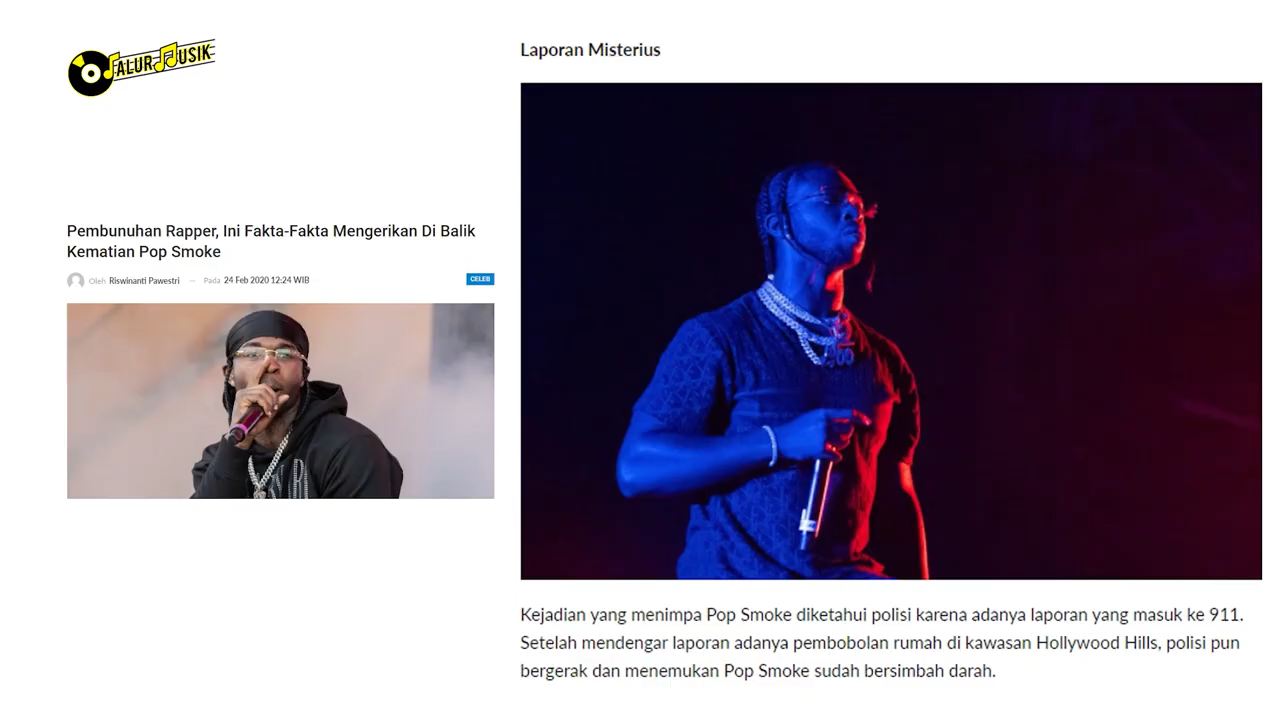 JALUR MUSIK
Pembunuhan Rapper, Ini Fakta-Fakta Mengerikan Di Balik
Kematian Pop Smoke
Oleh Riswinanti Pawestri — Pada 24 Feb 2020 12:24 WIB
CELEB
Laporan Misterius
Kejadian yang menimpa Pop Smoke diketahui polisi karena adanya laporan yang masuk ke 911.
Setelah mendengar laporan adanya pembobolan rumah di kawasan Hollywood Hills, polisi pun
bergerak dan menemukan Pop Smoke sudah bersimbah darah.